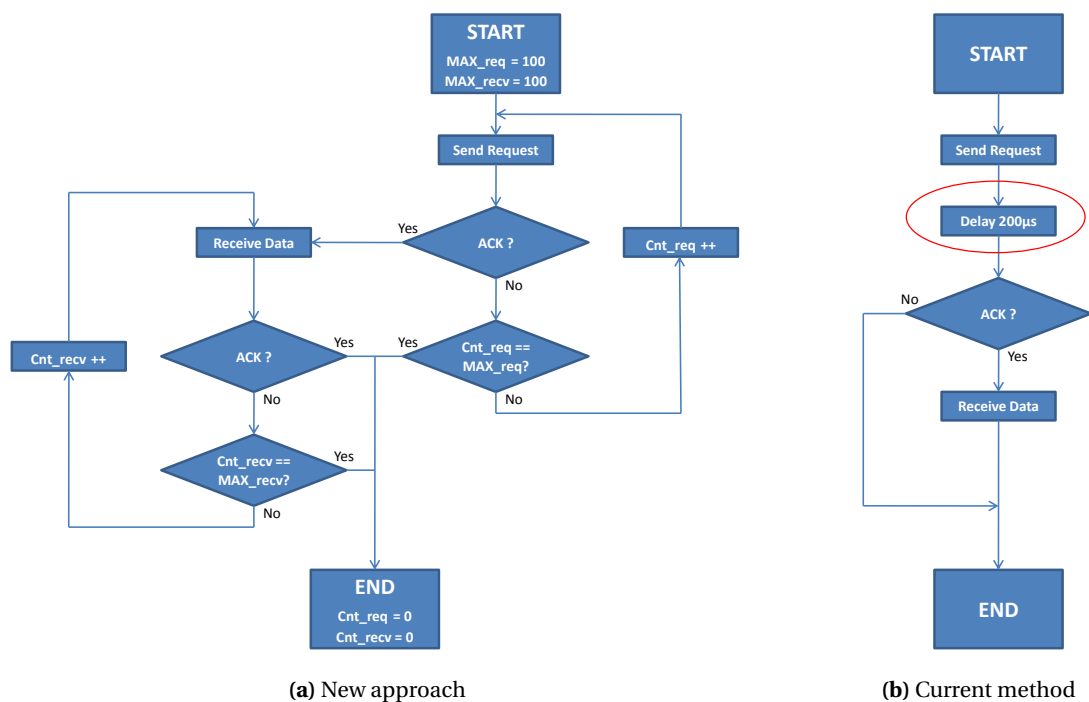 START
MAX_req = 100
MAX_recv = 100
Send Request
Yes
ACK ?
No
Receive Data
Cnt_req ++
Cnt_recv ++
ACK ?
Yes
No
Yes
Cnt_req ==
MAX_req?
No
Cnt_recv ==
MAX_recv?
Yes
No
END
Cnt_req = 0
Cnt_recv = 0
(a) New approach
START
Send Request
Delay 200µs
No
ACK ?
Yes
Receive Data
END
(b) Current method